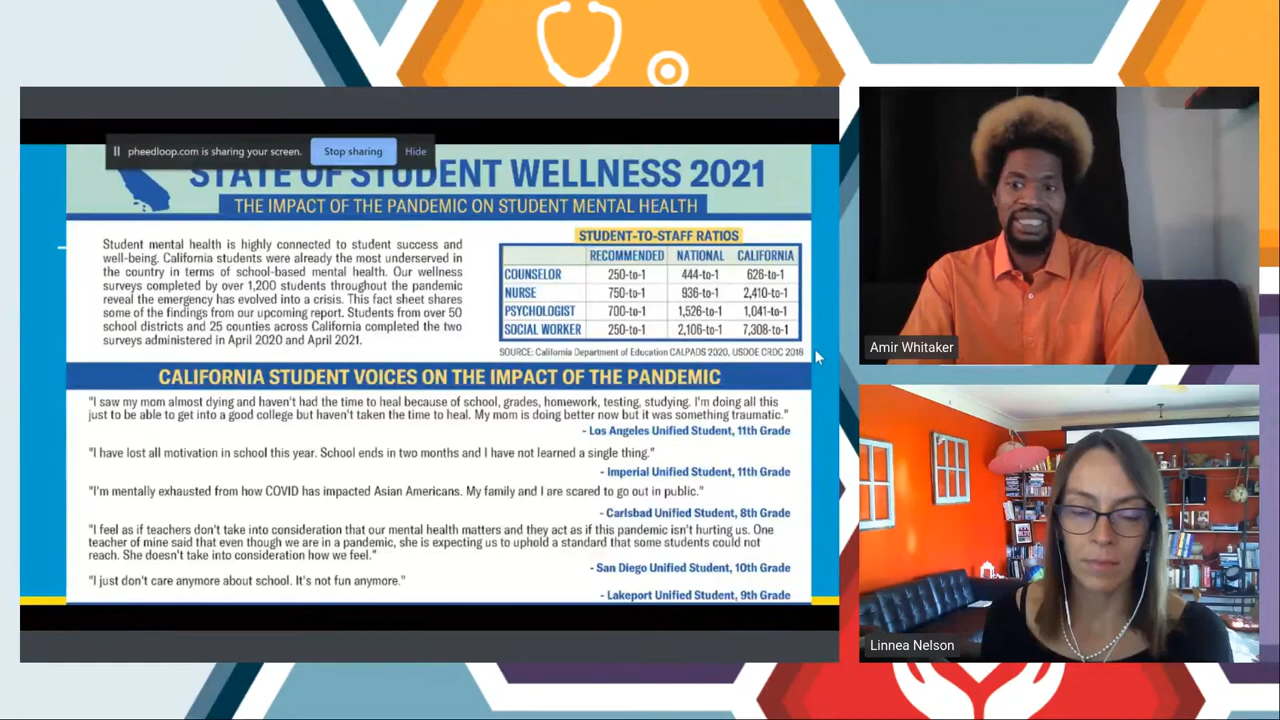 pheedloop.com is sharing your screen.
Stop sharing
Hide
STATE OF STUDENT WELLNESS 2021
THE IMPACT OF THE PANDEMIC ON STUDENT MENTAL HEALTH
Student mental health is highly connected to student success and
well-being. California students were already the most underserved in
the country in terms of school-based mental health. Our wellness
surveys completed by over 1,200 students throughout the pandemic
reveal the emergency has evolved into a crisis. This fact sheet shares
some of the findings from our upcoming report. Students from over 50
school districts and 25 counties across California completed the two
surveys administered in April 2020 and April 2021.
STUDENT-TO-STAFF RATIOS
RECOMMENDED NATIONAL CALIFORNIA
COUNSELOR 250-to-1 444-to-1 626-to-1
NURSE 750-to-1 936-to-1 2,410-to-1
PSYCHOLOGIST 700-to-1 1,526-to-1 1,041-to-1
SOCIAL WORKER 250-to-1 2,106-to-1 7,308-to-1
SOURCE: California Department of Education CALPADS 2020, USDOE CRDC 2018
CALIFORNIA STUDENT VOICES ON THE IMPACT OF THE PANDEMIC
"I saw my mom almost dying and haven't had the time to heal because of school, grades, homework, testing, studying. I'm doing all this
just to be able to get into a good college but haven't taken the time to heal. My mom is doing better now but it was something traumatic."
- Los Angeles Unified Student, 11th Grade
"I have lost all motivation in school this year. School ends in two months and I have not learned a single thing."
- Imperial Unified Student, 11th Grade
"I'm mentally exhausted from how COVID has impacted Asian Americans. My family and I are scared to go out in public."
- Carlsbad Unified Student, 8th Grade
"I feel as if teachers don't take into consideration that our mental health matters and they act as if this pandemic isn't hurting us. One
teacher of mine said that even though we are in a pandemic, she is expecting us to uphold a standard that some students could not
reach. She doesn't take into consideration how we feel."
- San Diego Unified Student, 10th Grade
"I just don't care anymore about school. It's not fun anymore."
- Lakeport Unified Student, 9th Grade
Amir Whitaker
Linnea Nelson